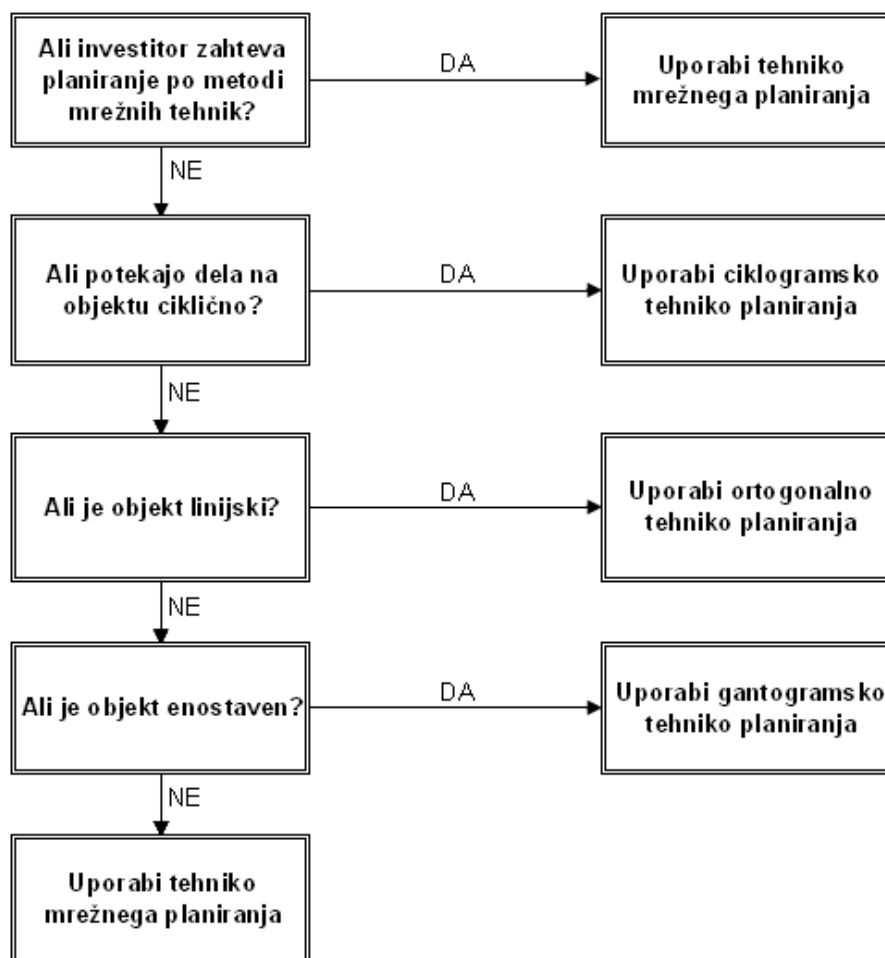 Ali investitor zahteva
planiranje po metodi
mrežnih tehnik?
DA
Uporabi tehniko
mrežnega planiranja
NE
Ali potekajo dela na
objektu ciklično?
DA
Uporabi ciklogramsko
tehniko planiranja
NE
Ali je objekt linijski?
DA
Uporabi ortogonalno
tehniko planiranja
NE
Ali je objekt enostaven?
DA
Uporabi gantogramsko
tehniko planiranja
NE
Uporabi tehniko
mrežnega planiranja